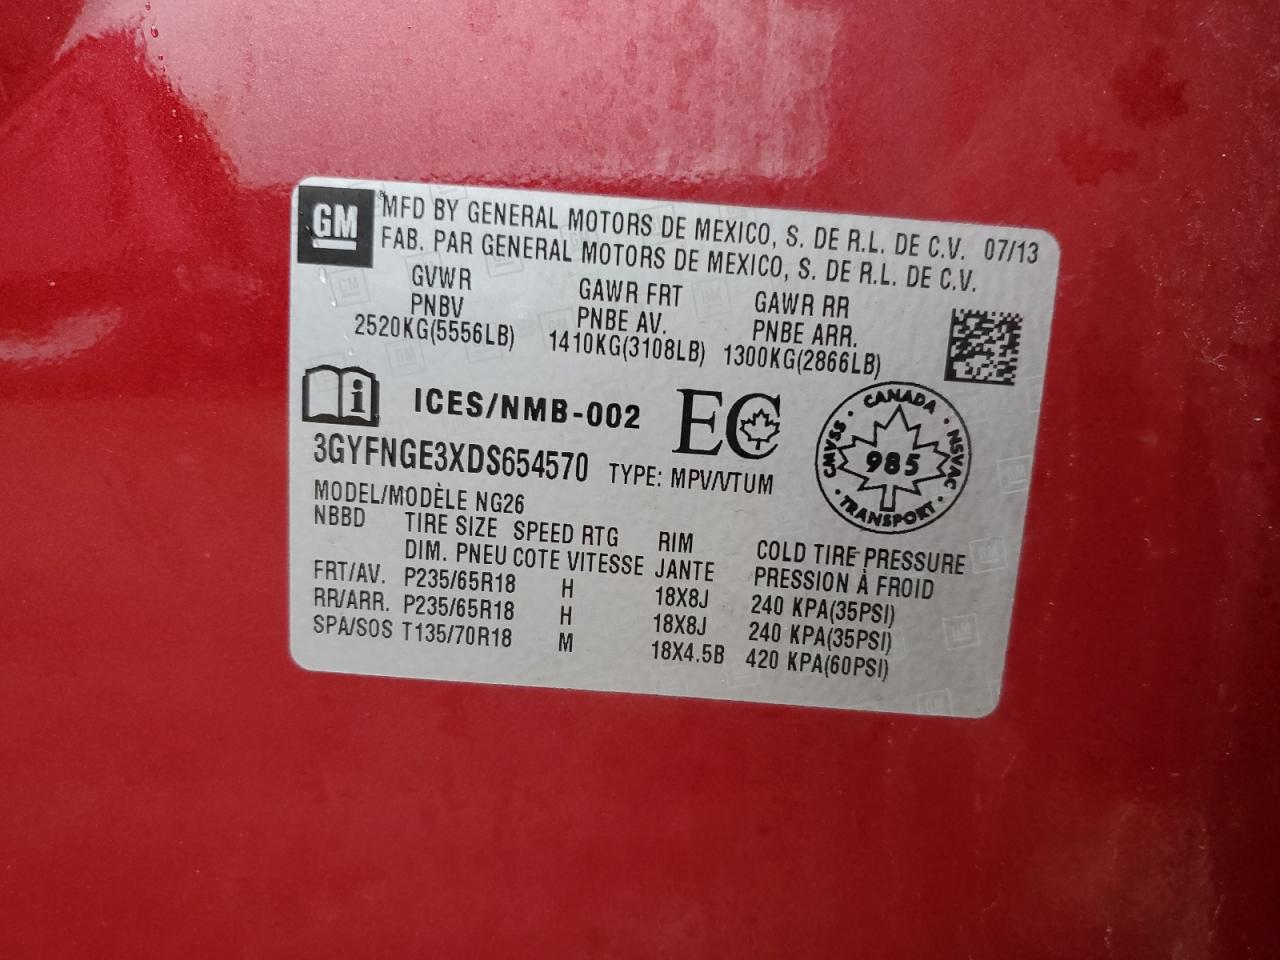 GM
MFD BY GENERAL MOTORS DE MEXICO, S. DE R.L. DE C.V. 07/13
FAB. PAR GENERAL MOTORS DE MEXICO, S. DE R.L. DE C.V.
GVWR GAWR FRT GAWR RR
PNBV PNBE AV. PNBE ARR.
2520KG(5556LB) 1410KG(3108LB) 1300KG(2866LB)
ICES/NMB-002 EC
CANADA
CMVSS 985 NSVAC
TRANSPORT
3GYFNGE3XDS654570 TYPE: MPV/VTUM
MODEL/MODÈLE NG26
NBBD TIRE SIZE SPEED RTG RIM COLD TIRE PRESSURE
DIM. PNEU COTE VITESSE JANTE PRESSION À FROID
FRT/AV. P235/65R18 H 18X8J 240 KPA(35PSI)
RR/ARR. P235/65R18 H 18X8J 240 KPA(35PSI)
SPA/SOS T135/70R18 M 18X4.5B 420 KPA(60PSI)